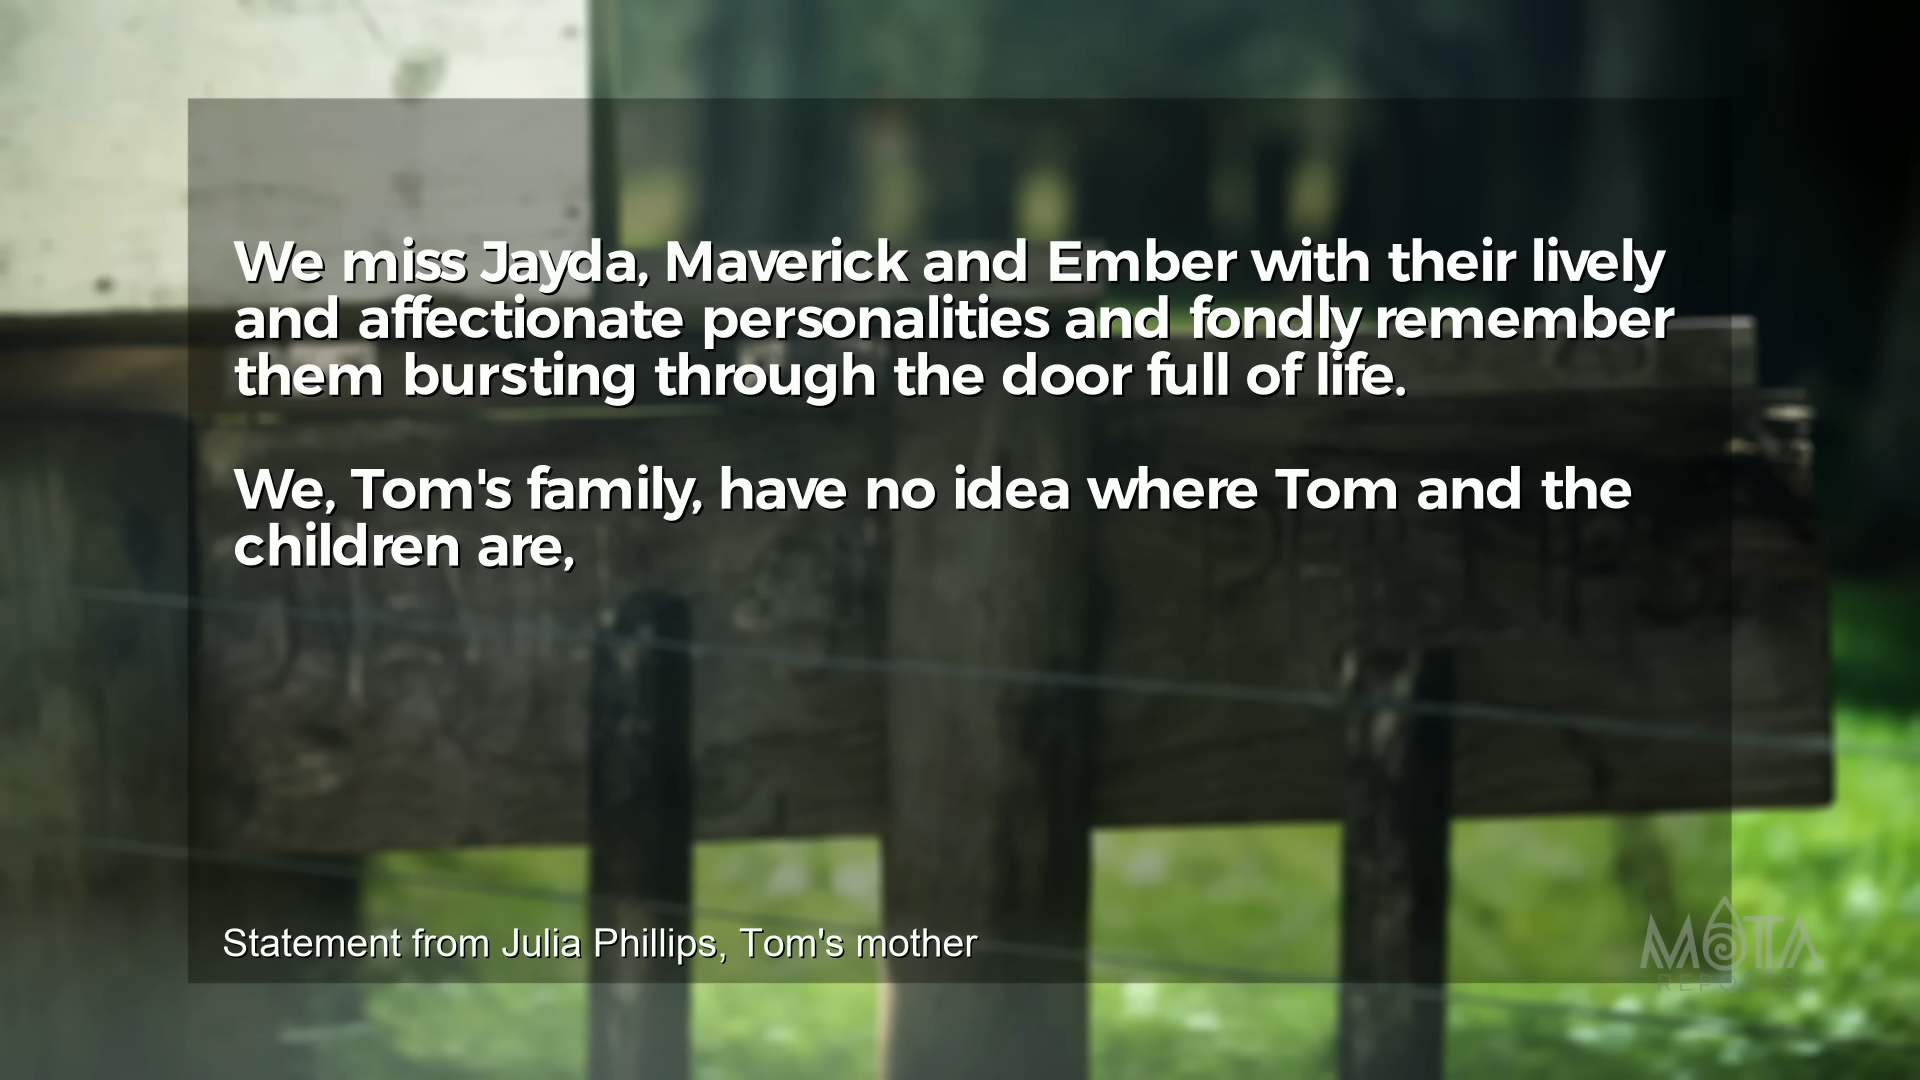 We miss Jayda, Maverick and Ember with their lively
and affectionate personalities and fondly remember
them bursting through the door full of life.
We, Tom's family, have no idea where Tom and the
children are,
Statement from Julia Phillips, Tom's mother
MATA
REPORTS